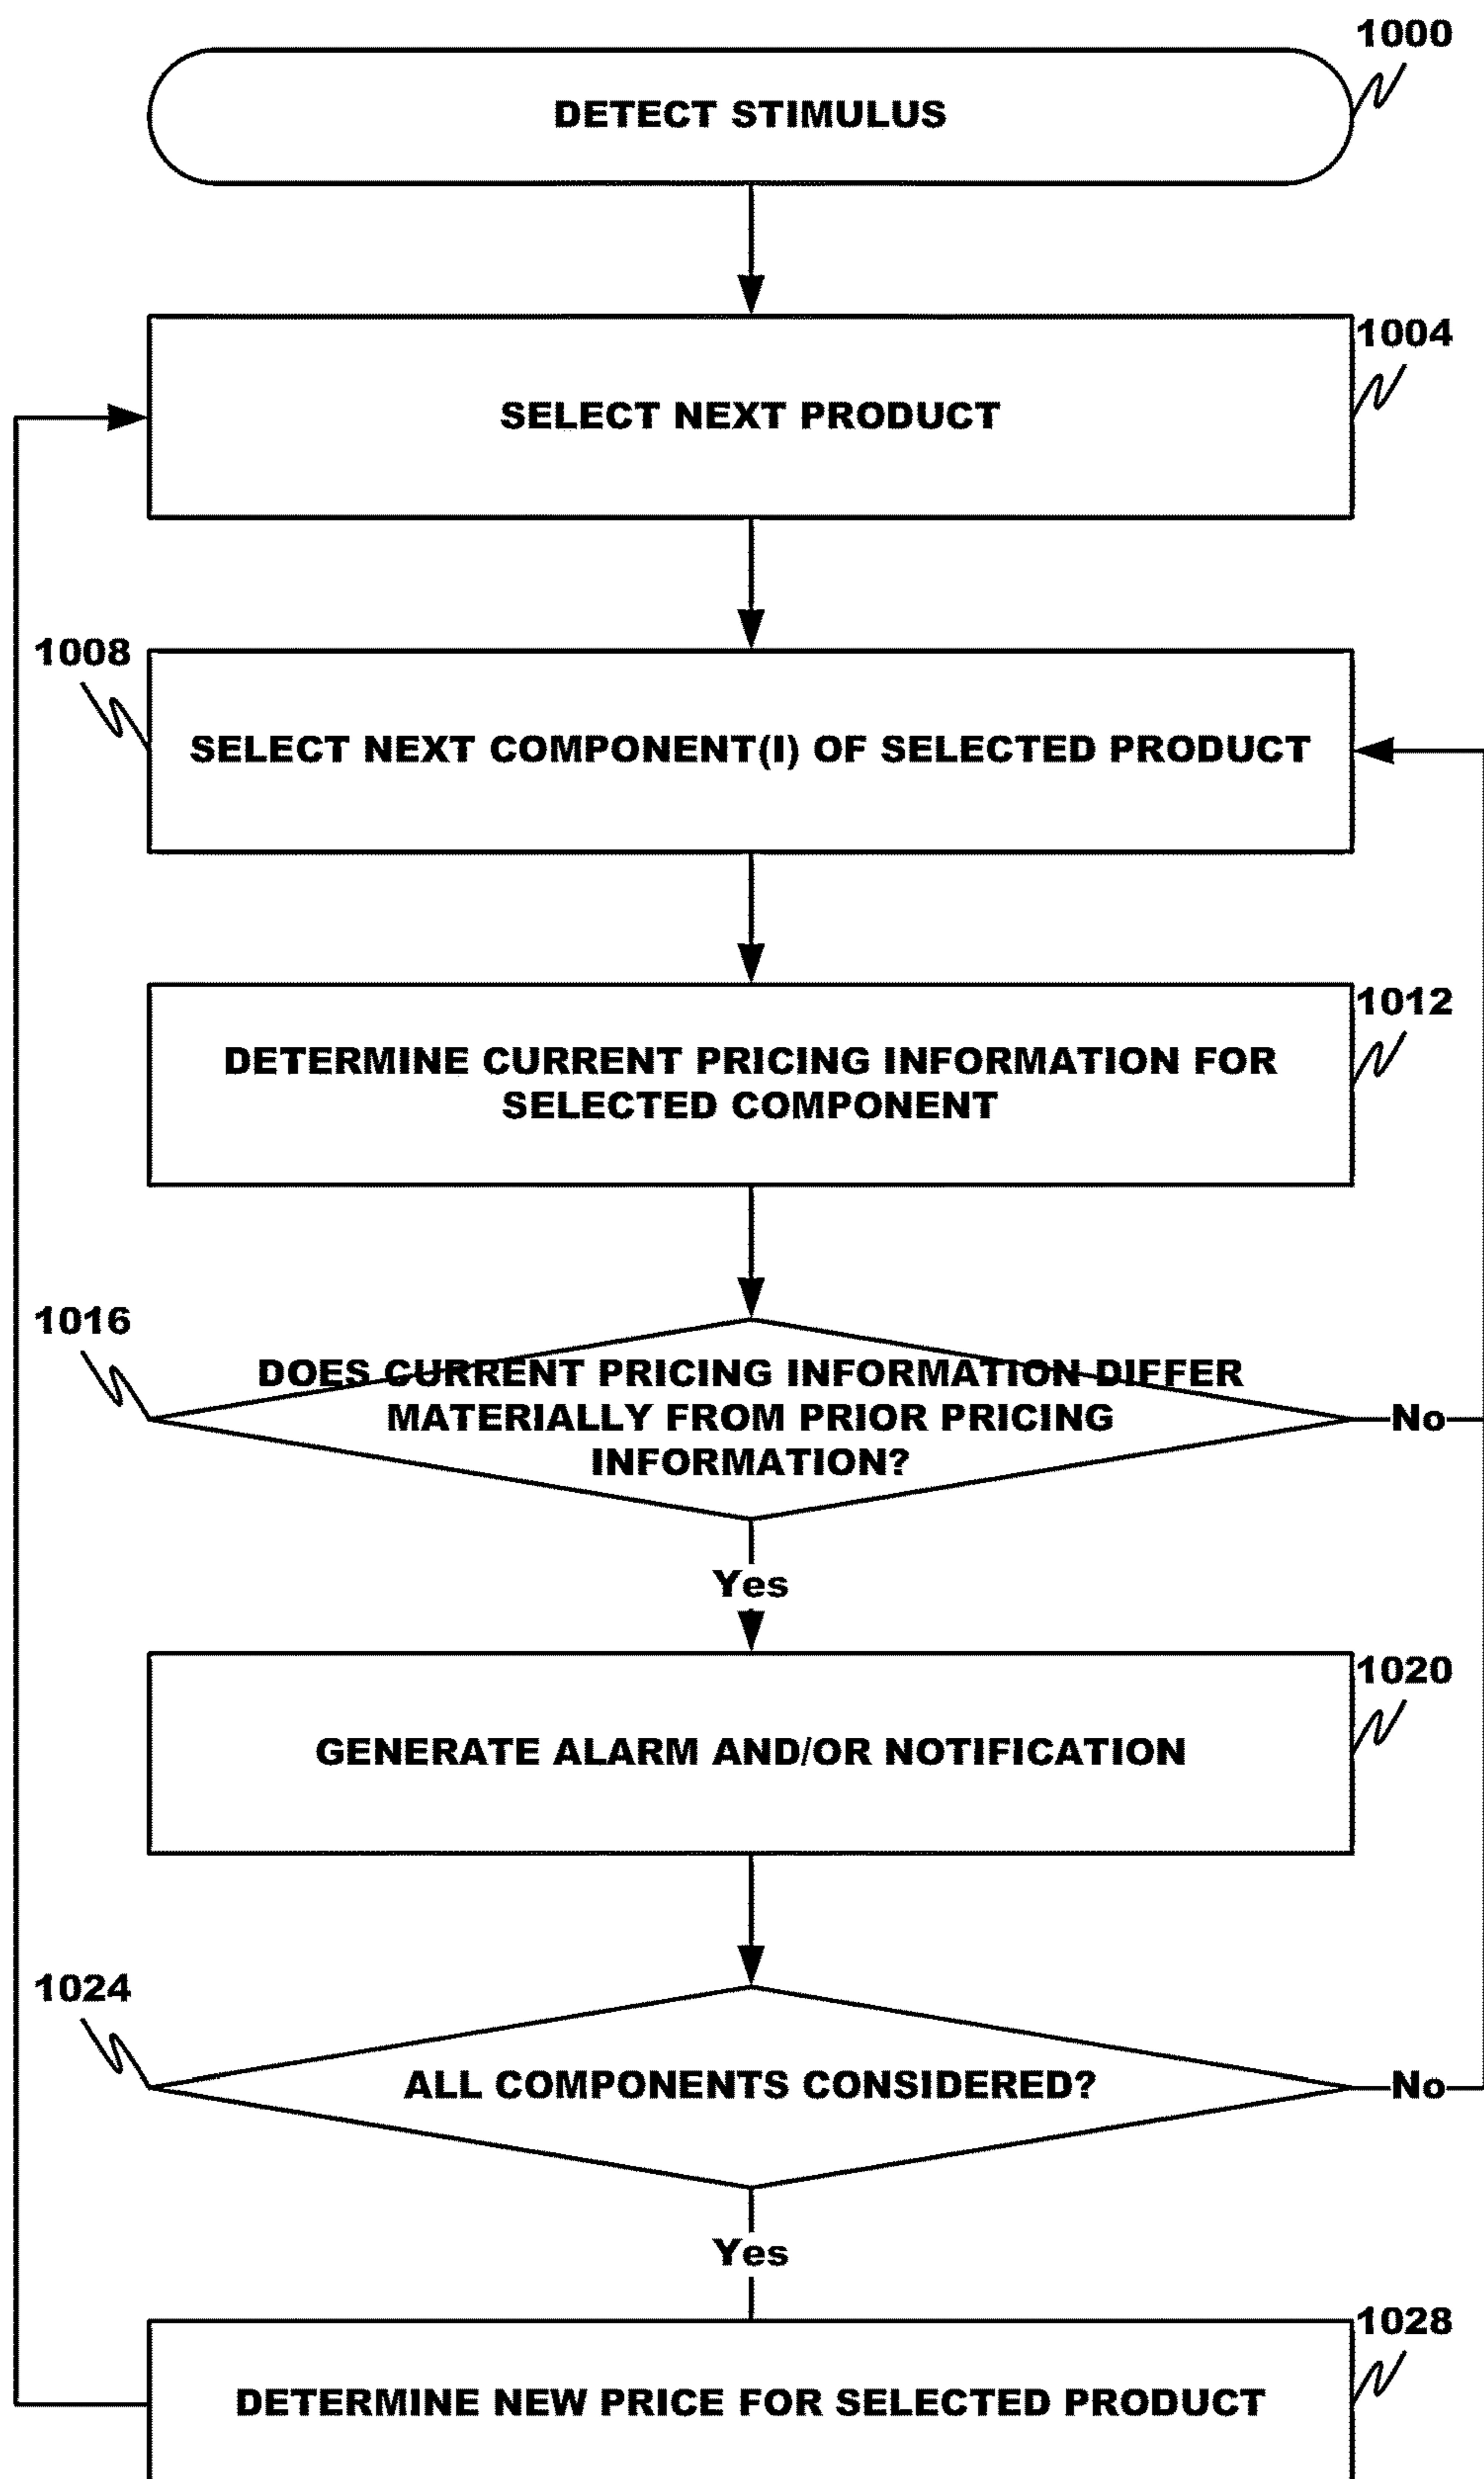 1000
DETECT STIMULUS
1004
SELECT NEXT PRODUCT
1008
SELECT NEXT COMPONENT(I) OF SELECTED PRODUCT
1012
DETERMINE CURRENT PRICING INFORMATION FOR
SELECTED COMPONENT
1016
DOES CURRENT PRICING INFORMATION DIFFER
MATERIALLY FROM PRIOR PRICING
INFORMATION?
No
Yes
1020
GENERATE ALARM AND/OR NOTIFICATION
1024
ALL COMPONENTS CONSIDERED?
No
Yes
1028
DETERMINE NEW PRICE FOR SELECTED PRODUCT